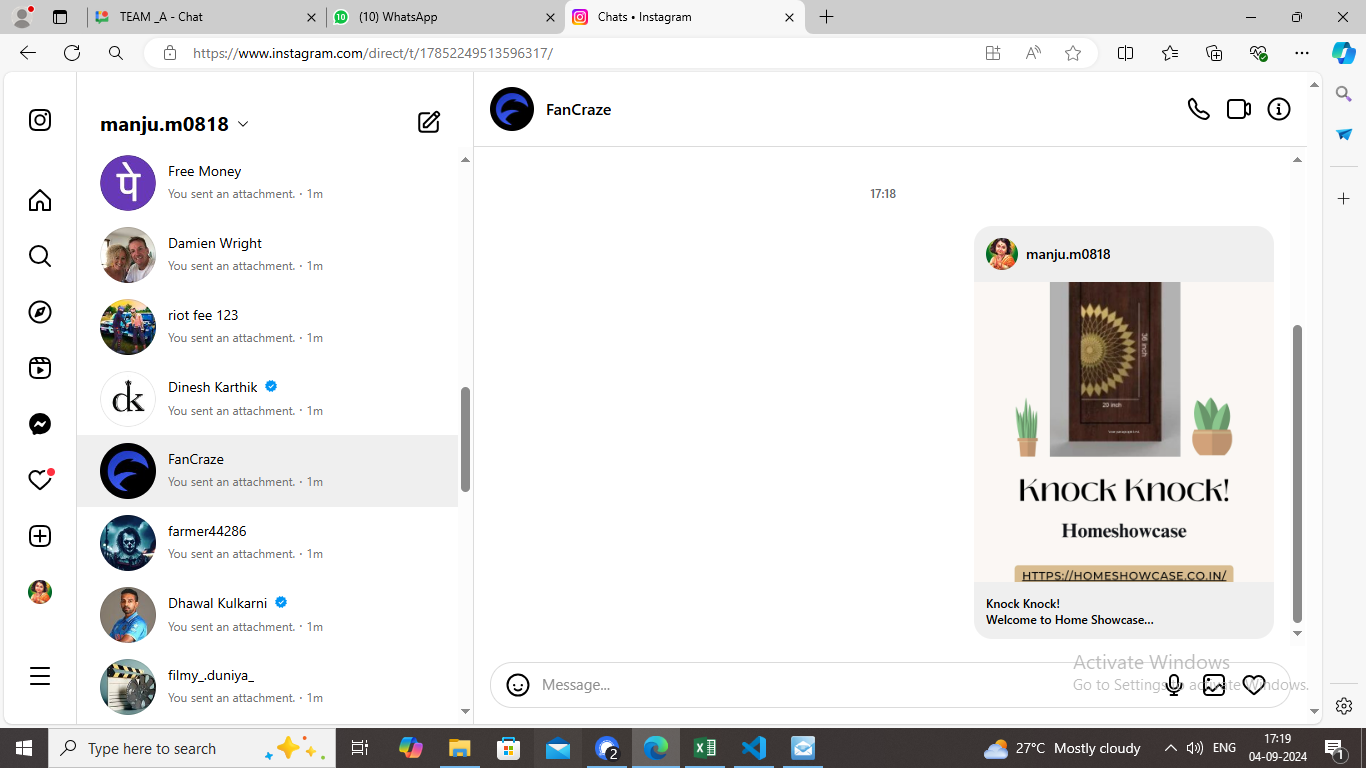 TEAM _A - Chat
(10) WhatsApp
Chats • Instagram
https://www.instagram.com/direct/t/17852249513596317/
manju.m0818
Free Money
You sent an attachment. · 1m
Damien Wright
You sent an attachment. · 1m
riot fee 123
You sent an attachment. · 1m
Dinesh Karthik
You sent an attachment. · 1m
FanCraze
You sent an attachment. · 1m
farmer44286
You sent an attachment. · 1m
Dhawal Kulkarni
You sent an attachment. · 1m
filmy_.duniya_
You sent an attachment. · 1m
पे
dk
10
FanCraze
17:18
manju.m0818
36 inch
20 inch
Knock Knock!
Homeshowcase
HTTPS://HOMESHOWCASE.CO.IN/
Knock Knock!
Welcome to Home Showcase...
Message...
Activate Windows
Go to Settings to activate Windows.
Type here to search
2
27°C Mostly cloudy
ENG
17:19
04-09-2024
1